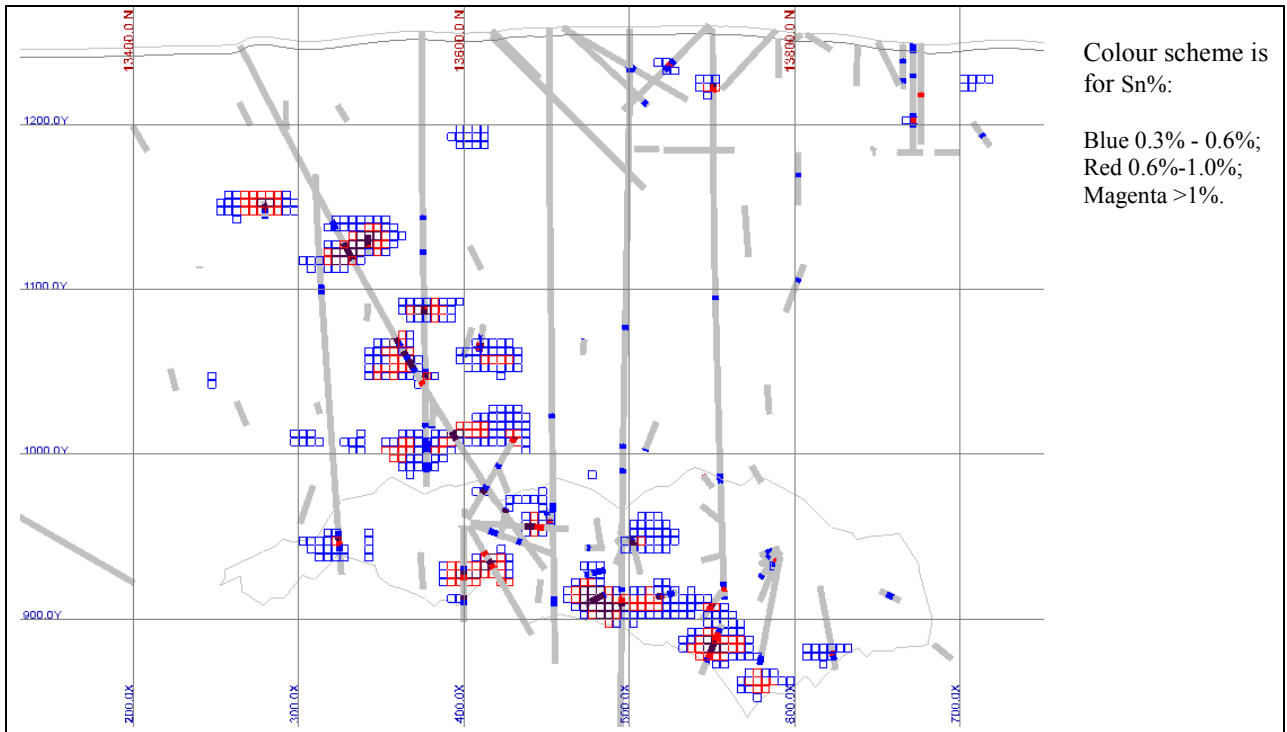 13400.0 N
13600.0 N
13800.0 N
Colour scheme is
for Sn%:
Blue 0.3% - 0.6%;
Red 0.6%-1.0%;
Magenta >1%.
1200.0Y
1100.0Y
1000.0Y
900.0Y
200.0X
300.0X
400.0X
500.0X
600.0X
700.0X